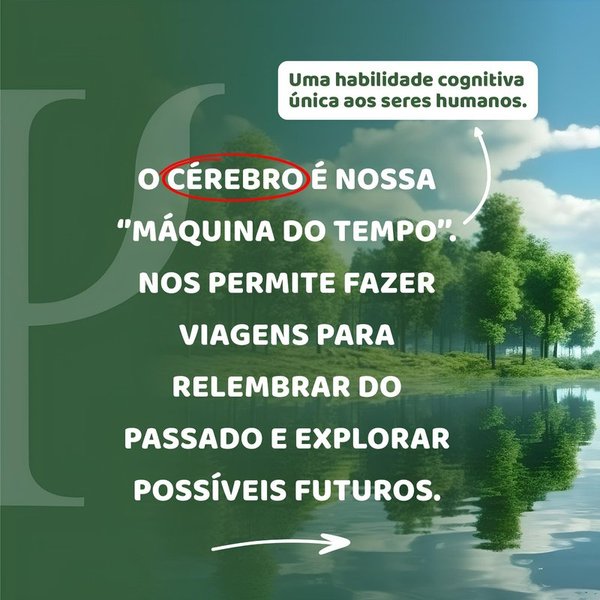 Uma habilidade cognitiva
única aos seres humanos.
O CÉREBRO É NOSSA
“MÁQUINA DO TEMPO”.
NOS PERMITE FAZER
VIAGENS PARA
RELEMBRAR DO
PASSADO E EXPLORAR
POSSÍVEIS FUTUROS.